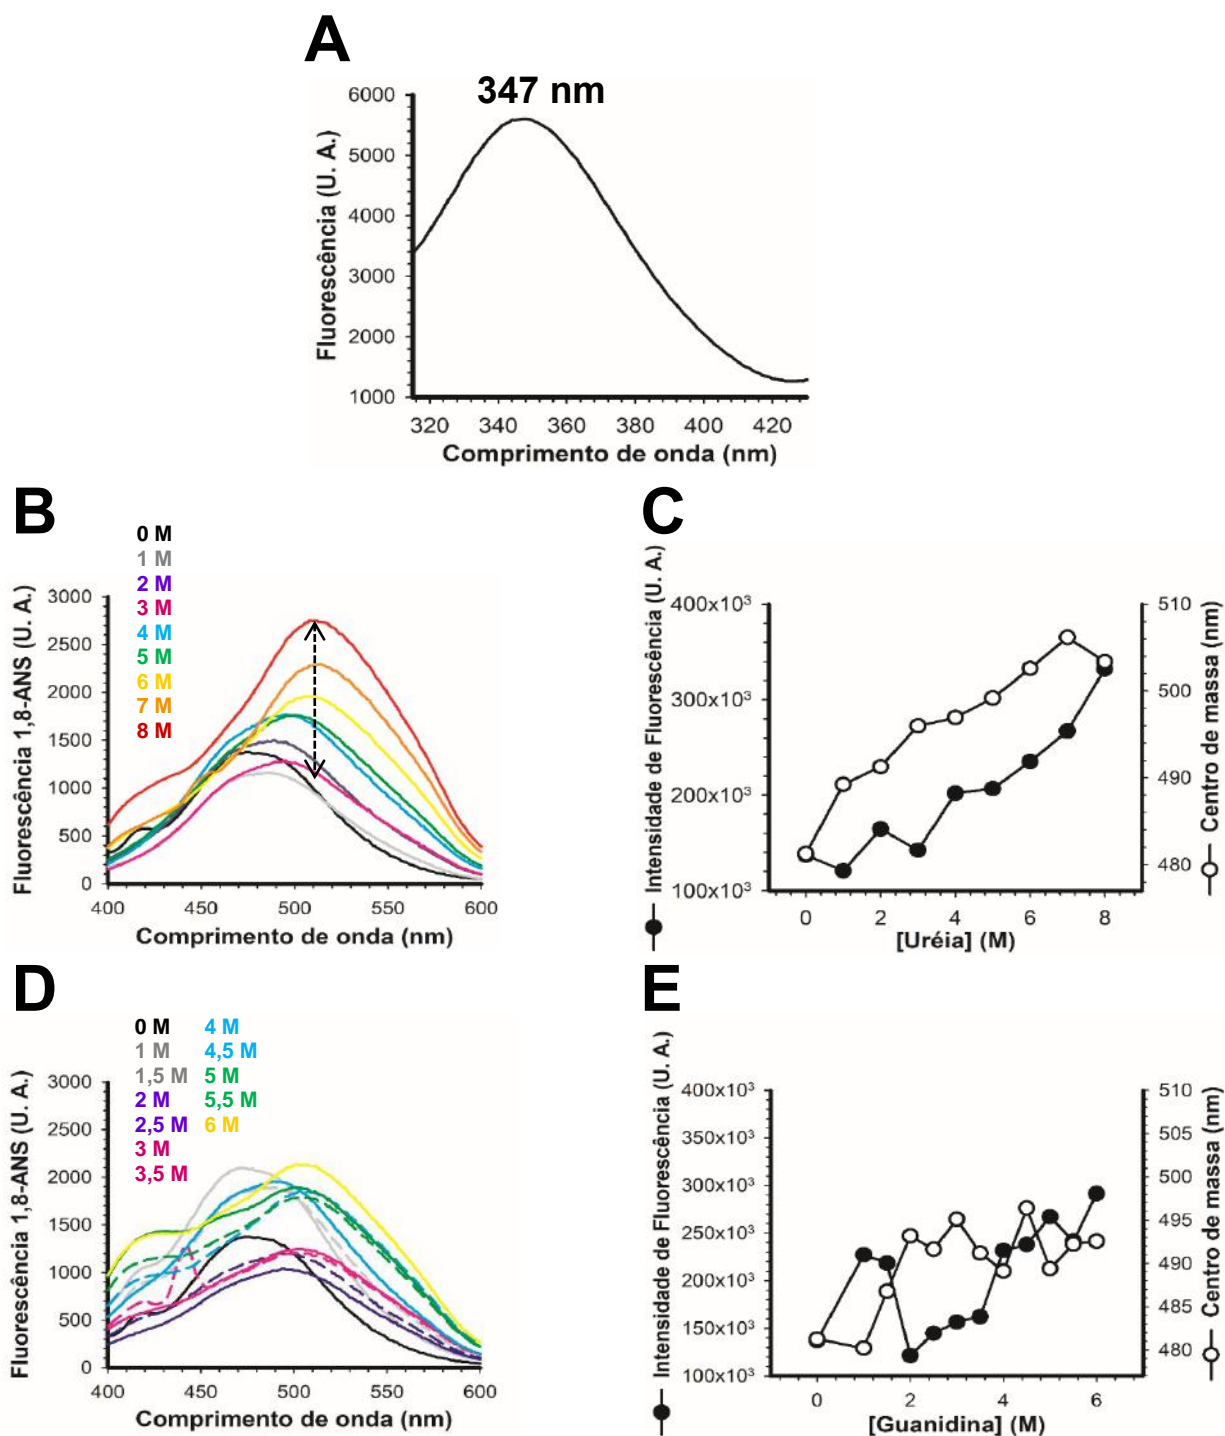 A
347 nm
Fluorescência (U. A.)
6000
5000
4000
3000
2000
1000
320 340 360 380 400 420
Comprimento de onda (nm)
B
0 M
1 M
2 M
3 M
4 M
5 M
6 M
7 M
8 M
Fluorescência 1,8-ANS (U. A.)
3000
2500
2000
1500
1000
500
0
400 450 500 550 600
Comprimento de onda (nm)
C
Intensidade de Fluorescência (U. A.)
400x10³
300x10³
200x10³
100x10³
510
500
490
480
Centro de massa (nm)
0 2 4 6 8
[Uréia] (M)
D
0 M 4 M
1 M 4,5 M
1,5 M 5 M
2 M 5,5 M
2,5 M 6 M
3 M
3,5 M
Fluorescência 1,8-ANS (U. A.)
3000
2500
2000
1500
1000
500
0
400 450 500 550 600
Comprimento de onda (nm)
E
Intensidade de Fluorescência (U. A.)
400x10³
350x10³
300x10³
250x10³
200x10³
150x10³
100x10³
510
505
500
495
490
485
480
Centro de massa (nm)
0 2 4 6
[Guanidina] (M)